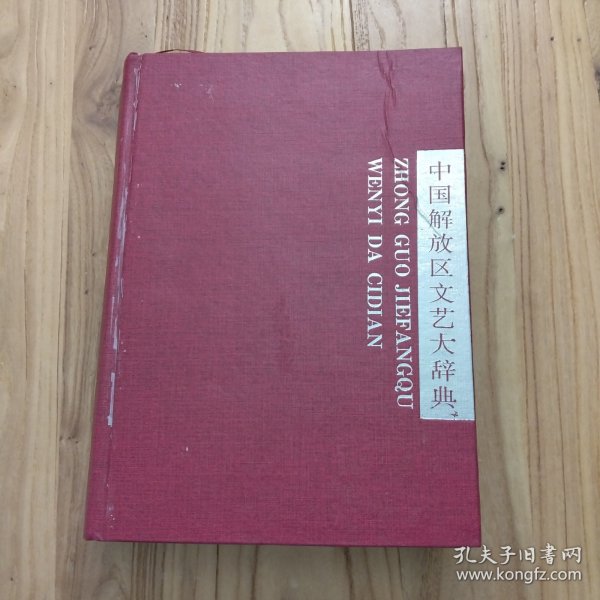 中国解放区文艺大辞典
ZHONG GUO JIEFANGQU
WENYI DA CIDIAN
孔夫子旧书网
www.kongfz.com